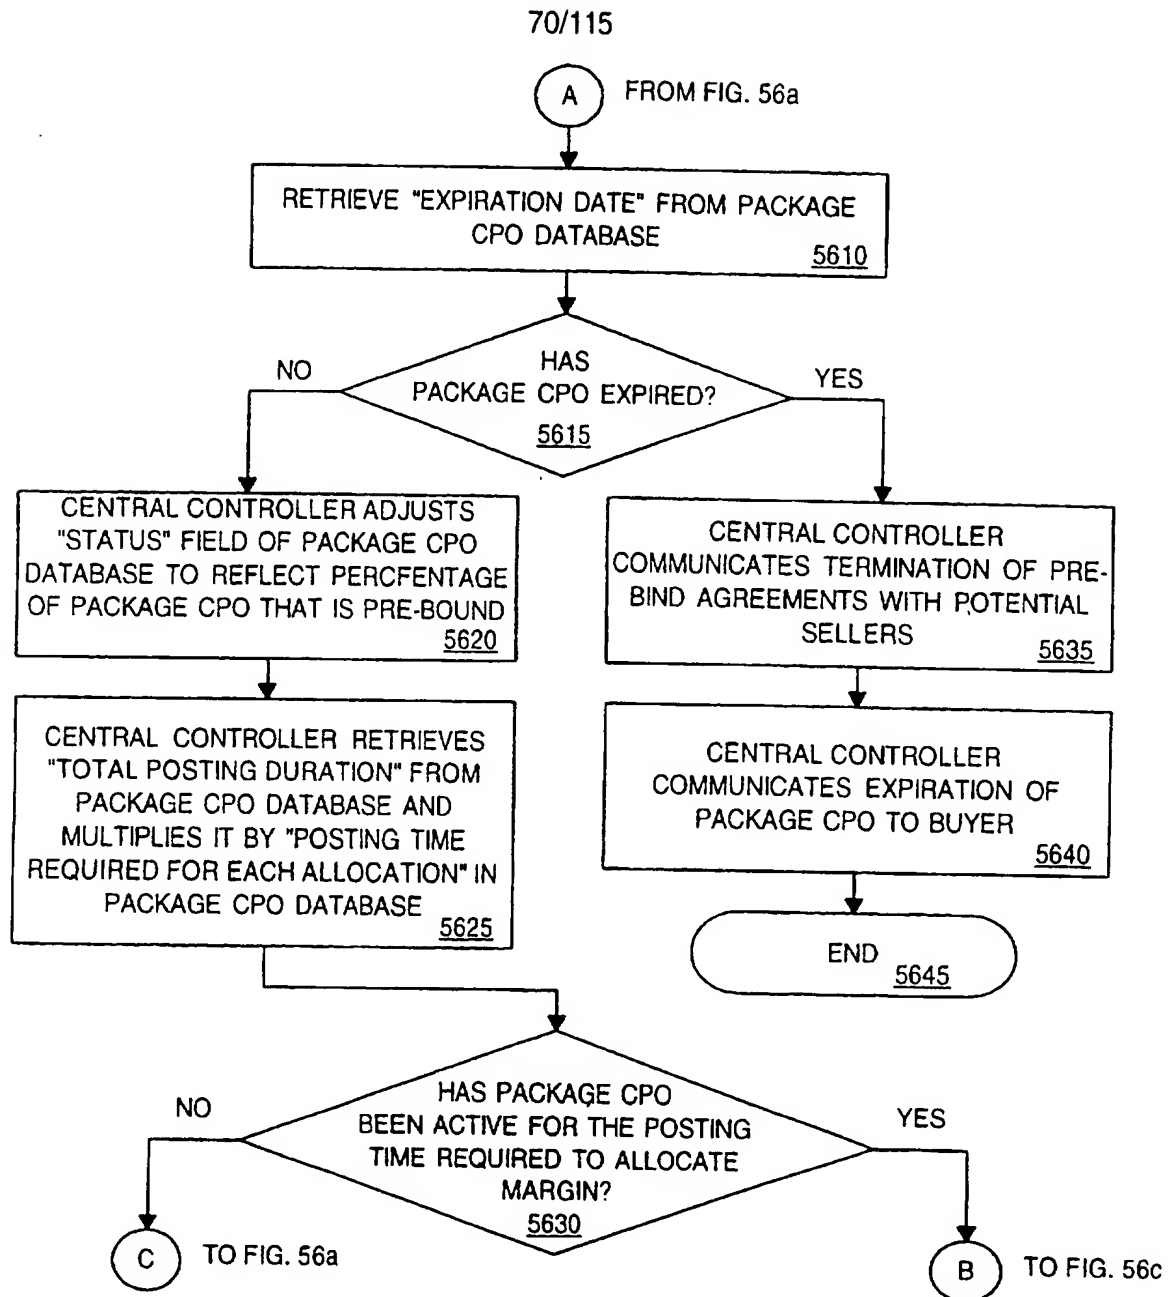 70/115
A
FROM FIG. 56a
RETRIEVE "EXPIRATION DATE" FROM PACKAGE
CPO DATABASE
5610
HAS
PACKAGE CPO EXPIRED?
5615
NO
YES
CENTRAL CONTROLLER ADJUSTS
"STATUS" FIELD OF PACKAGE CPO
DATABASE TO REFLECT PERCFENTAGE
OF PACKAGE CPO THAT IS PRE-BOUND
5620
CENTRAL CONTROLLER
COMMUNICATES TERMINATION OF PRE-
BIND AGREEMENTS WITH POTENTIAL
SELLERS
5635
CENTRAL CONTROLLER RETRIEVES
"TOTAL POSTING DURATION" FROM
PACKAGE CPO DATABASE AND
MULTIPLIES IT BY "POSTING TIME
REQUIRED FOR EACH ALLOCATION" IN
PACKAGE CPO DATABASE
5625
CENTRAL CONTROLLER
COMMUNICATES EXPIRATION OF
PACKAGE CPO TO BUYER
5640
END
5645
HAS PACKAGE CPO
BEEN ACTIVE FOR THE POSTING
TIME REQUIRED TO ALLOCATE
MARGIN?
5630
NO
YES
C
TO FIG. 56a
B
TO FIG. 56c